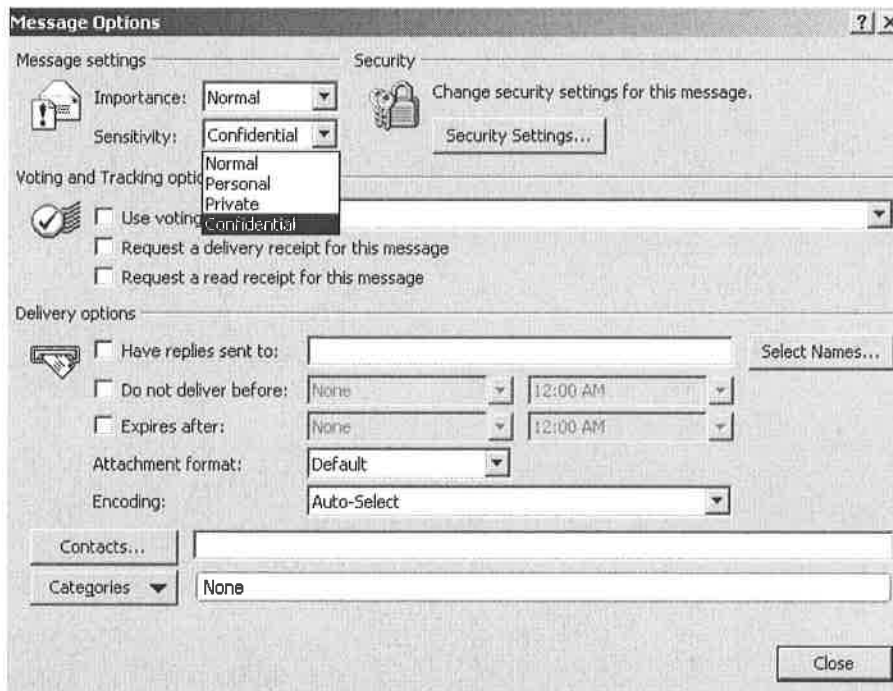 Message Options
Message settings
Security
Importance: Normal
Change security settings for this message.
Sensitivity: Confidential
Security Settings...
Normal
Personal
Private
Confidential
Voting and Tracking optio
Use voting
Request a delivery receipt for this message
Request a read receipt for this message
Delivery options
Have replies sent to:
Select Names...
Do not deliver before: None 12:00 AM
Expires after: None 12:00 AM
Attachment format: Default
Encoding: Auto-Select
Contacts...
Categories None
Close